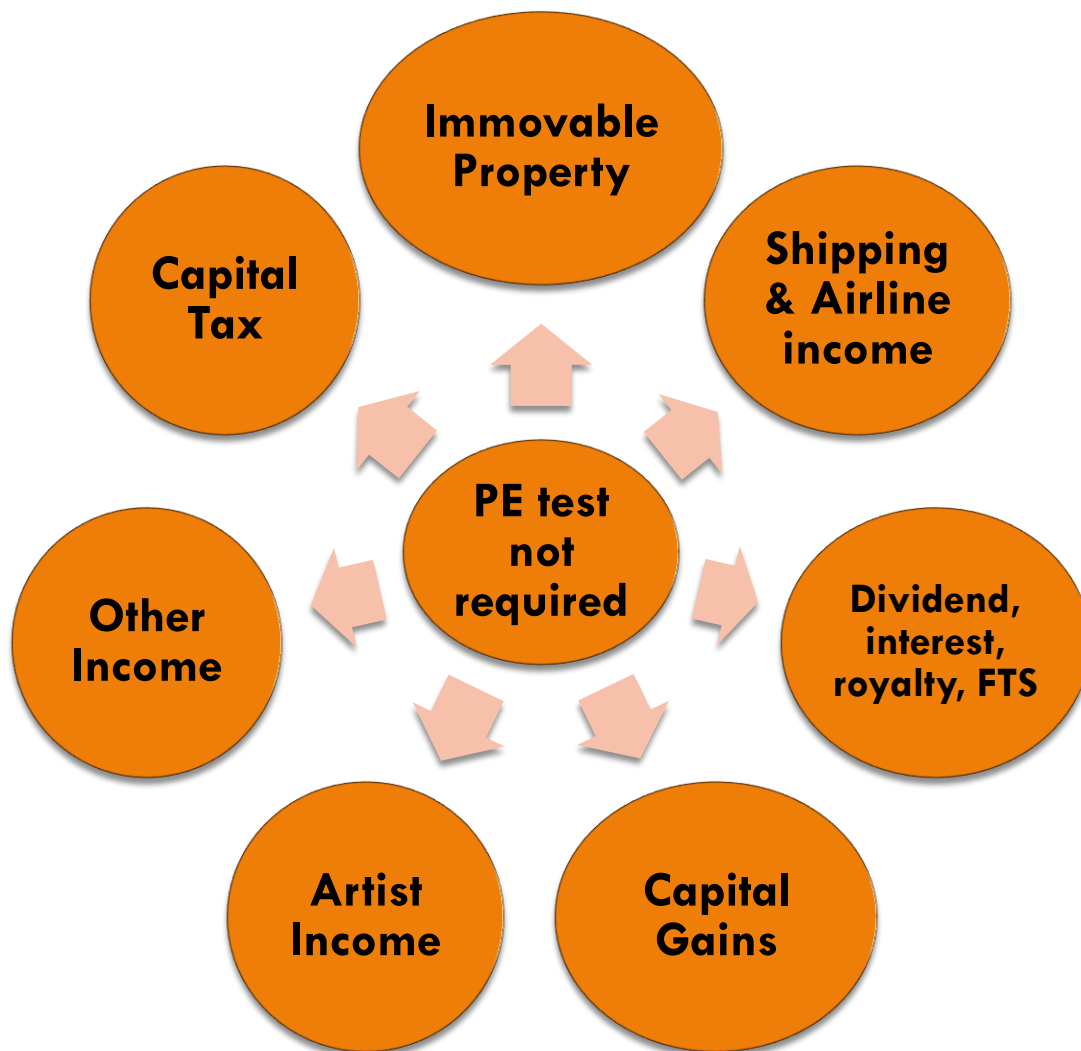 Immovable
Property
Shipping
& Airline
income
Dividend,
interest,
royalty, FTS
Capital
Gains
Artist
Income
Other
Income
Capital
Tax
PE test
not
required